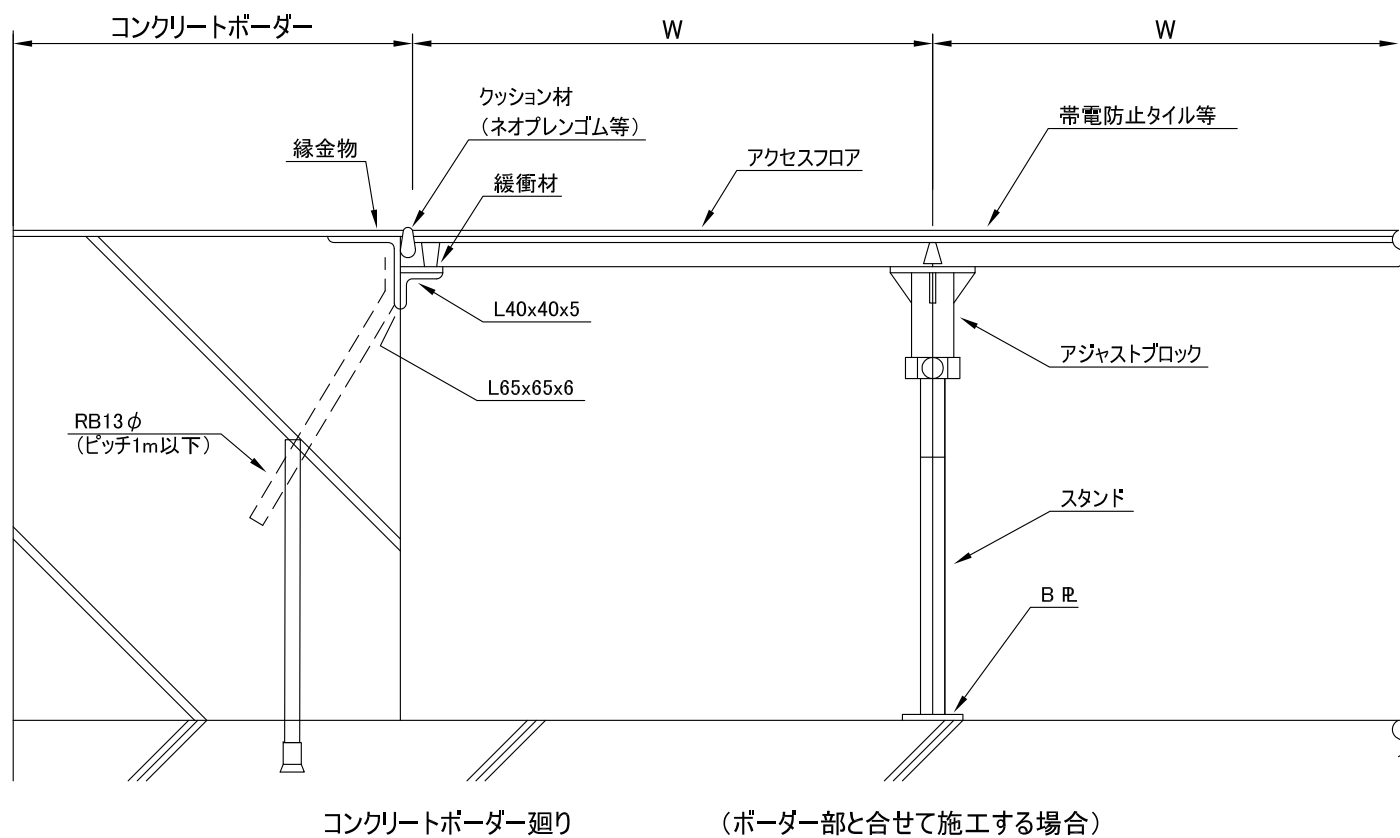 コンクリートボーダー
W
W
クッション材
（ネオプレンゴム等）
帯電防止タイル等
縁金物
アクセスフロア
緩衝材
L40x40x5
アジャストブロック
L65x65x6
RB13φ
（ピッチ1m以下）
スタンド
B PL
コンクリートボーダー廻り （ボーダー部と合せて施工する場合）